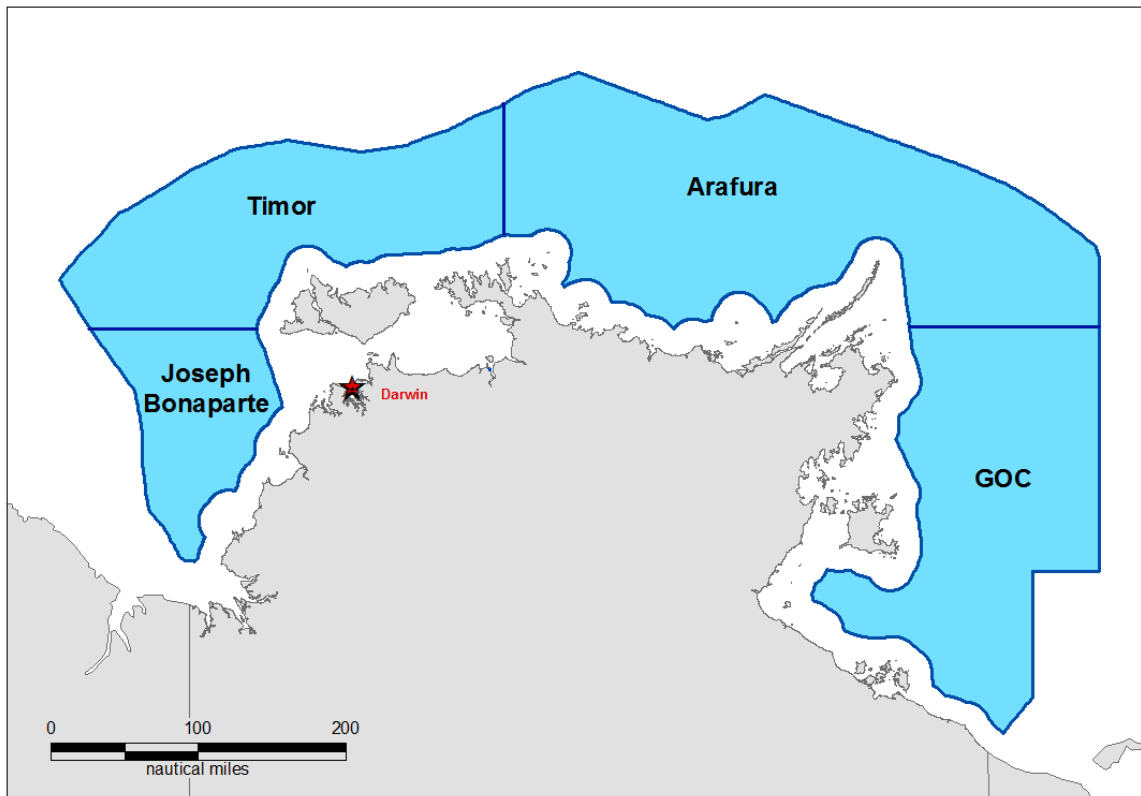 Arafura
Timor
Joseph
Bonaparte
Darwin
GOC
0 100 200
nautical miles